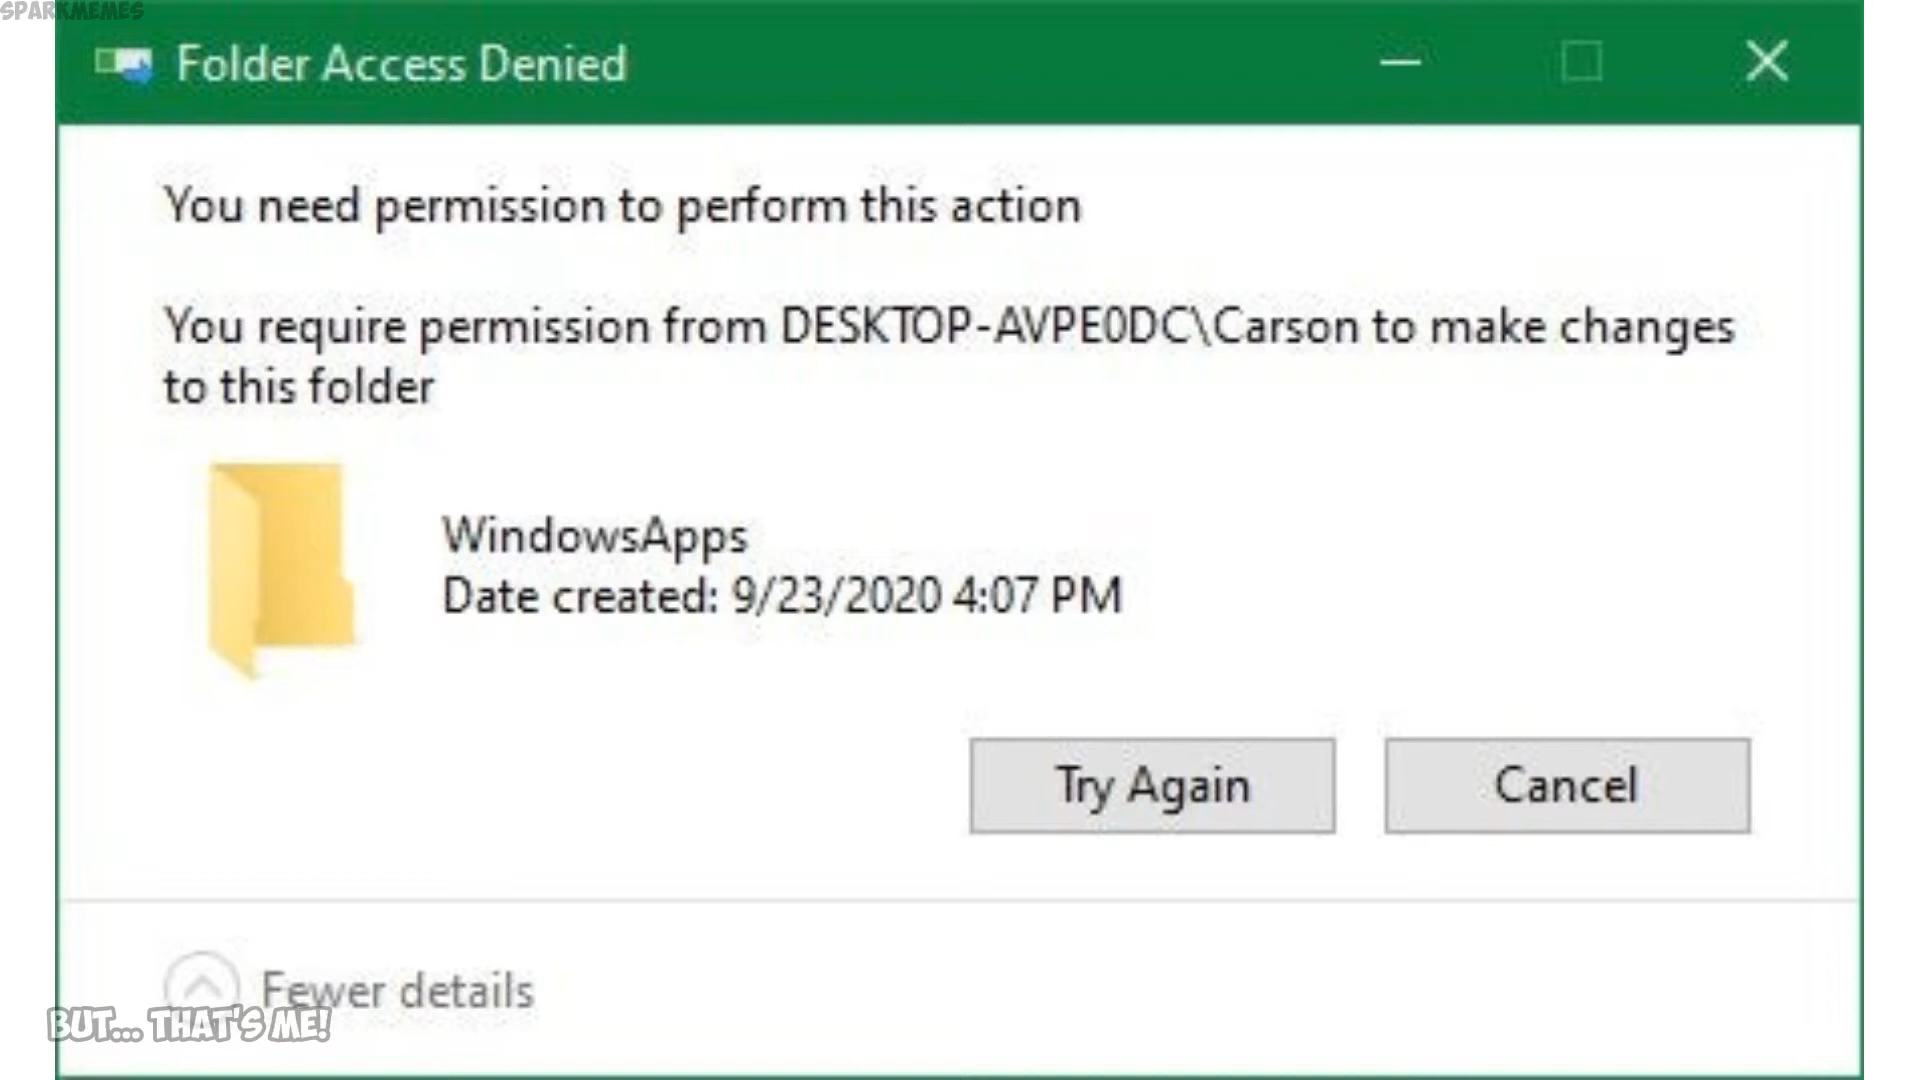 SPARKMEMES
Folder Access Denied
You need permission to perform this action
You require permission from DESKTOP-AVPE0DC\Carson to make changes
to this folder
WindowsApps
Date created: 9/23/2020 4:07 PM
Try Again
Cancel
Fewer details
BUT... THAT'S ME!